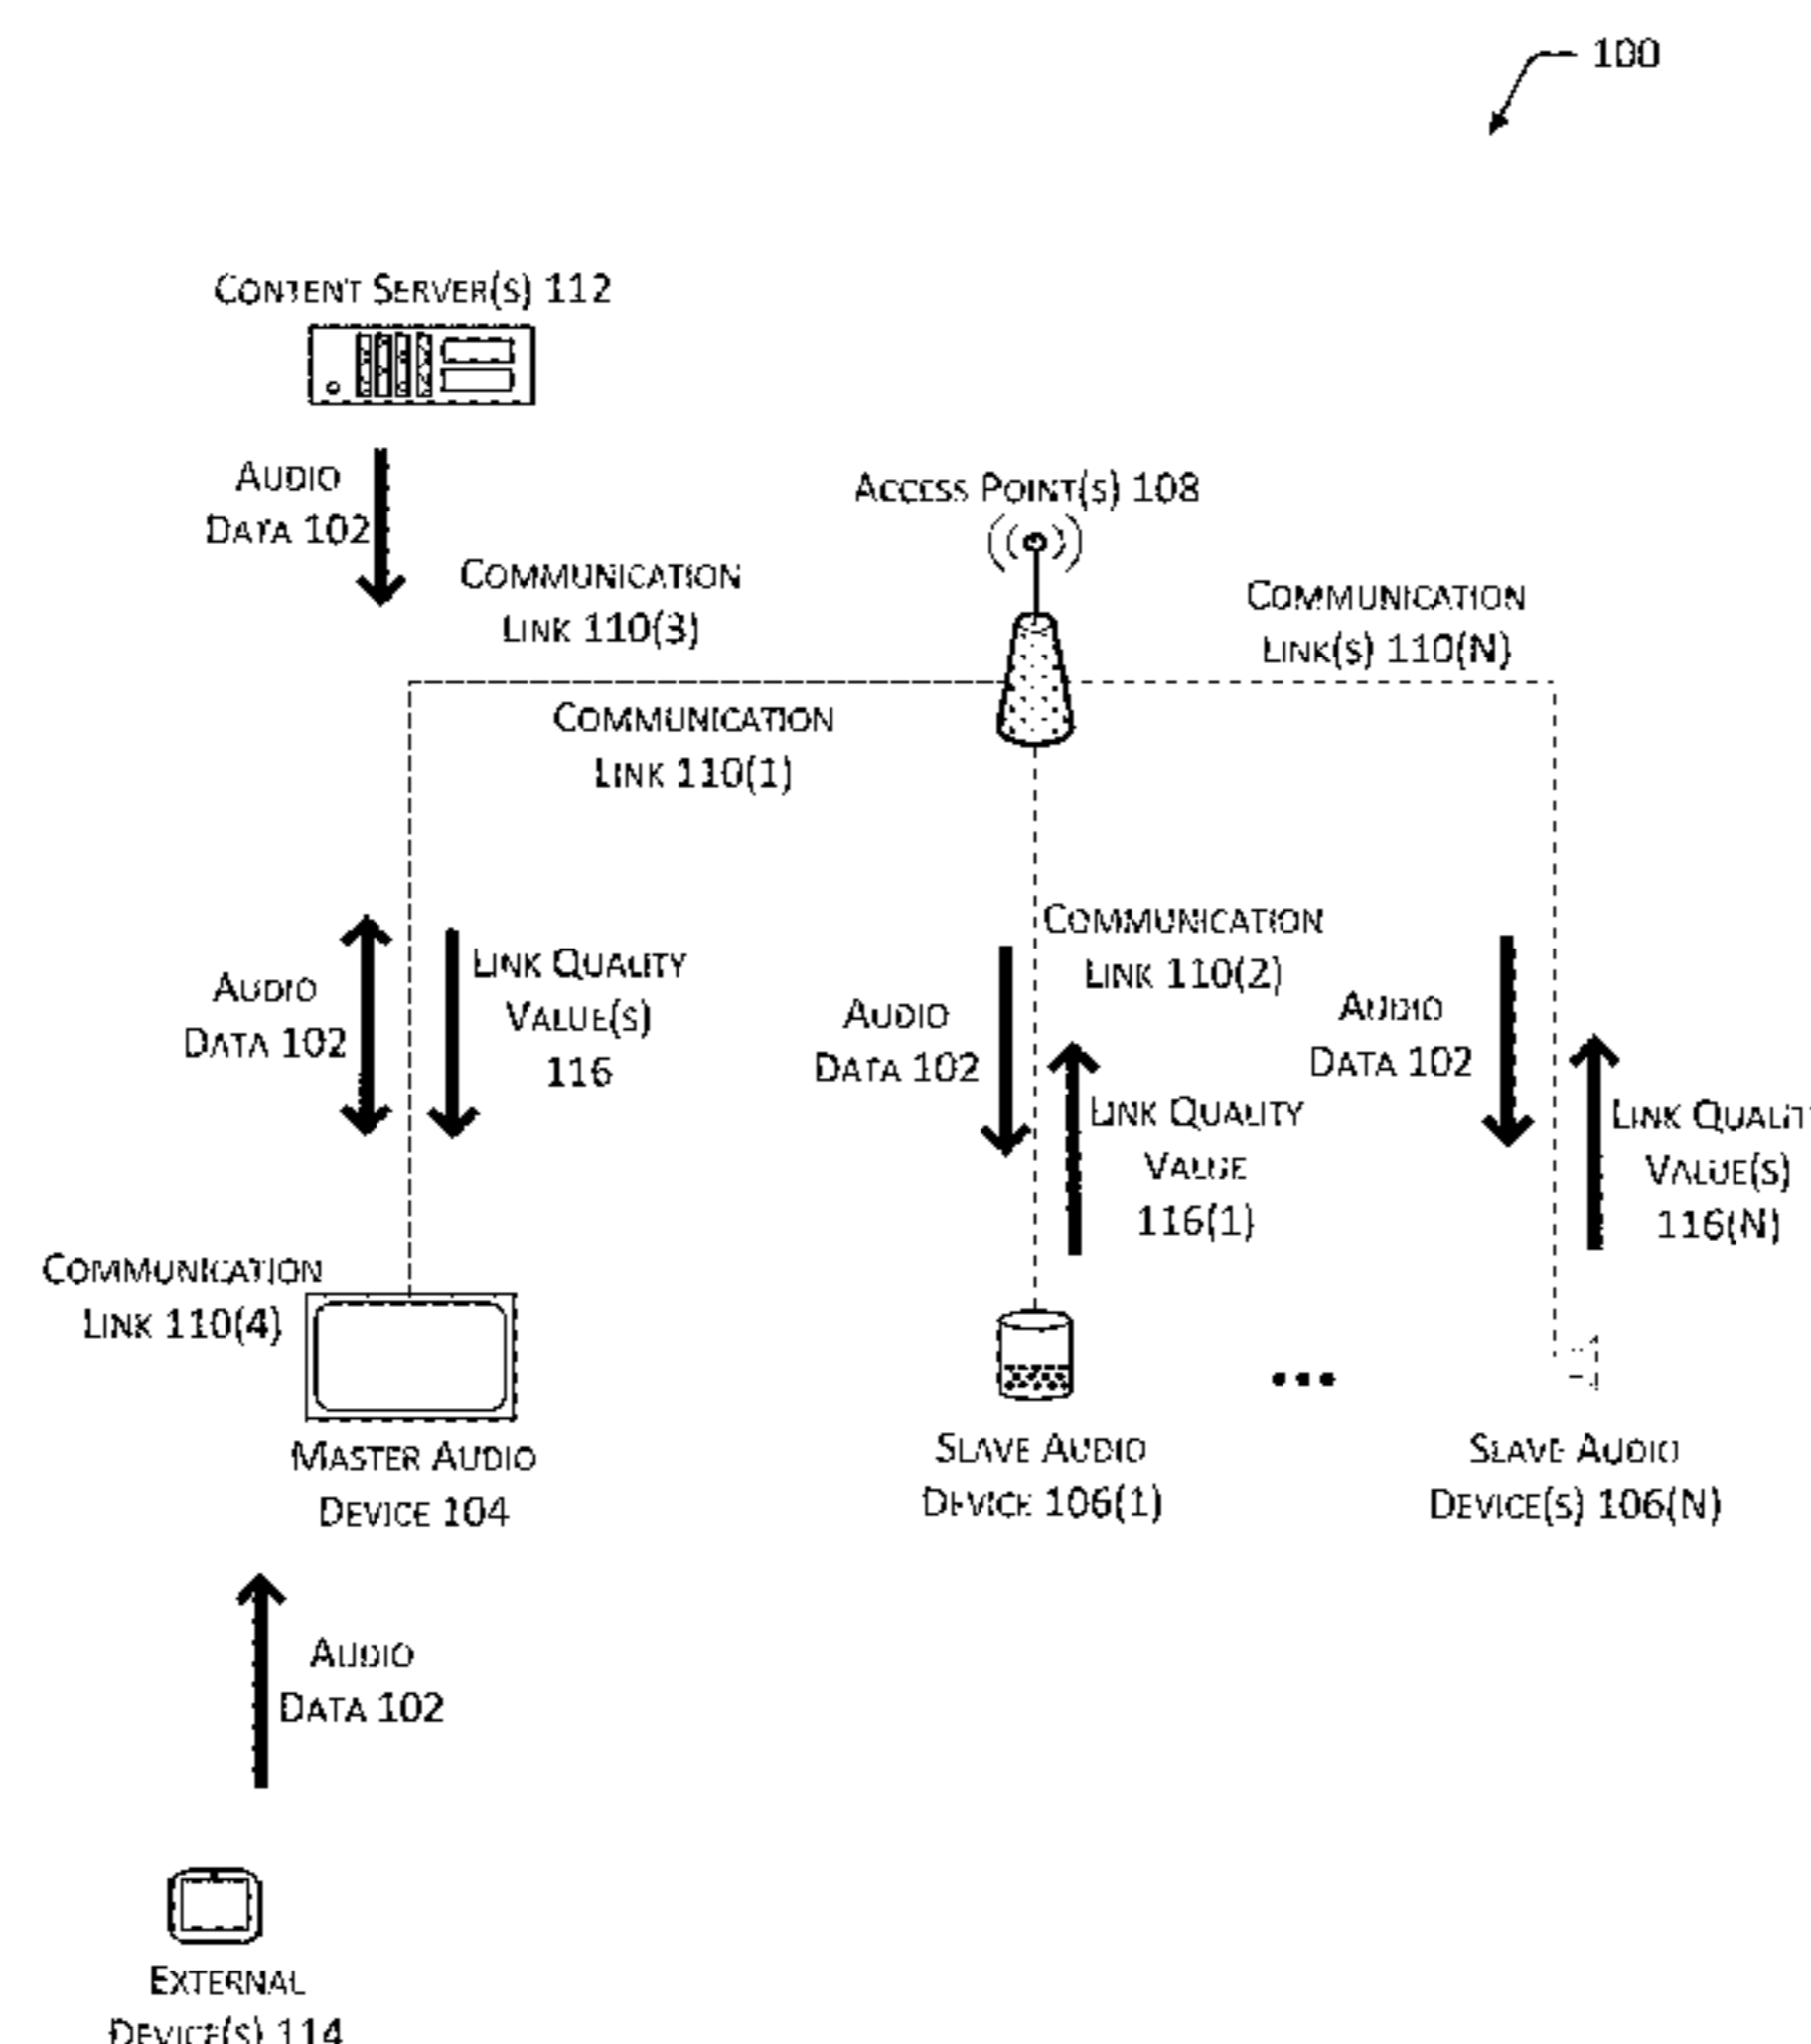 100
CONTENT SERVER(S) 112
AUDIO
DATA 102
ACCESS POINT(S) 108
COMMUNICATION
LINK 110(3)
COMMUNICATION
LINK(S) 110(N)
COMMUNICATION
LINK 110(1)
AUDIO
DATA 102
LINK QUALITY
VALUE(S)
116
COMMUNICATION
LINK 110(2)
AUDIO
DATA 102
LINK QUALITY
VALUE
116(1)
AUDIO
DATA 102
LINK QUALIT
VALUE(S)
116(N)
COMMUNICATION
LINK 110(4)
MASTER AUDIO
DEVICE 104
SLAVE AUDIO
DEVICE 106(1)
SLAVE AUDIO
DEVICE(S) 106(N)
AUDIO
DATA 102
EXTERNAL
DEVICE(S) 114